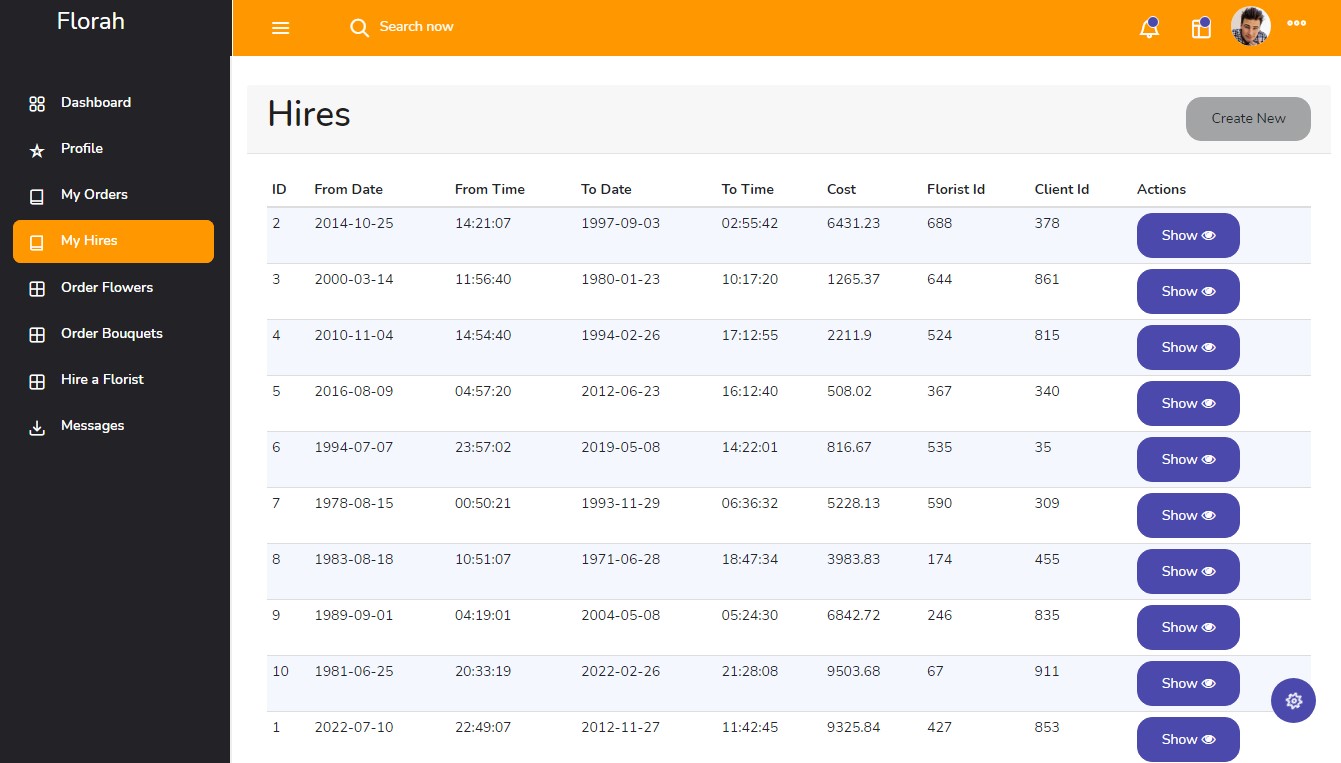 Florah
Search now
Dashboard
Profile
My Orders
My Hires
Order Flowers
Order Bouquets
Hire a Florist
Messages
Hires
Create New
ID From Date From Time To Date To Time Cost Florist Id Client Id Actions
2 2014-10-25 14:21:07 1997-09-03 02:55:42 6431.23 688 378 Show
3 2000-03-14 11:56:40 1980-01-23 10:17:20 1265.37 644 861 Show
4 2010-11-04 14:54:40 1994-02-26 17:12:55 2211.9 524 815 Show
5 2016-08-09 04:57:20 2012-06-23 16:12:40 508.02 367 340 Show
6 1994-07-07 23:57:02 2019-05-08 14:22:01 816.67 535 35 Show
7 1978-08-15 00:50:21 1993-11-29 06:36:32 5228.13 590 309 Show
8 1983-08-18 10:51:07 1971-06-28 18:47:34 3983.83 174 455 Show
9 1989-09-01 04:19:01 2004-05-08 05:24:30 6842.72 246 835 Show
10 1981-06-25 20:33:19 2022-02-26 21:28:08 9503.68 67 911 Show
1 2022-07-10 22:49:07 2012-11-27 11:42:45 9325.84 427 853 Show